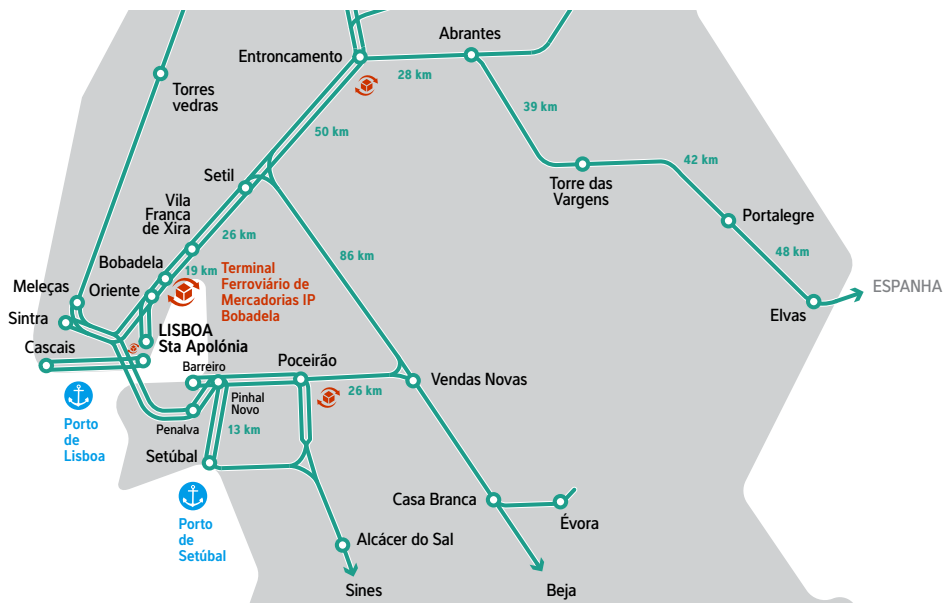 Abrantes
Entroncamento
28 km
Torres
vedras
39 km
50 km
42 km
Setil
Torre das
Vargens
Vila
Franca
de Xira
Portalegre
26 km
86 km
48 km
Bobadela
19 km
Terminal
Ferroviário de
Mercadorias IP
Bobadela
Meleças
Oriente
ESPANHA
Sintra
Elvas
LISBOA
Sta Apolónia
Cascais
Barreiro
Poceirão
Vendas Novas
26 km
Pinhal
Novo
Porto
de
Lisboa
Penalva
13 km
Setúbal
Casa Branca
Évora
Porto
de
Setúbal
Alcácer do Sal
Sines
Beja